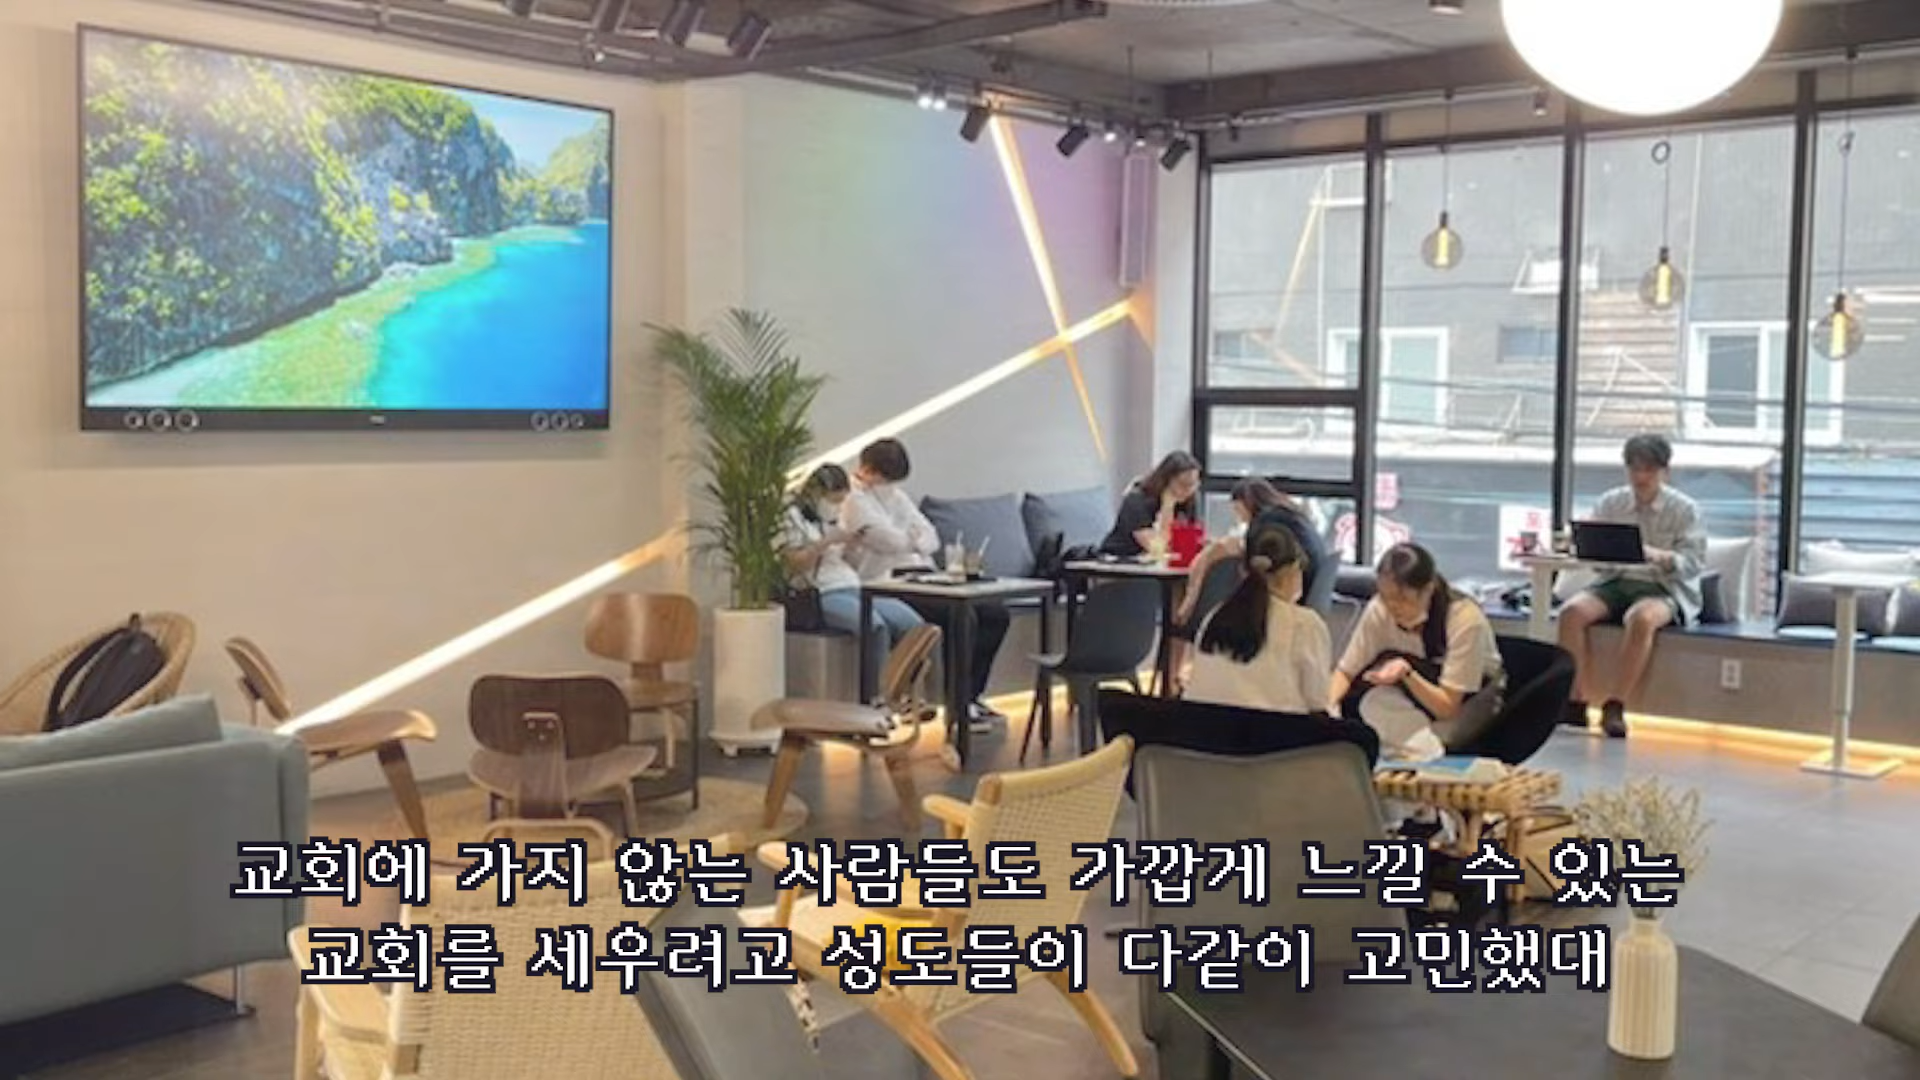 교회에 가지 않는 사람들도 가깝게 느낄 수 있는
교회를 세우려고 성도들이 다같이 고민했대